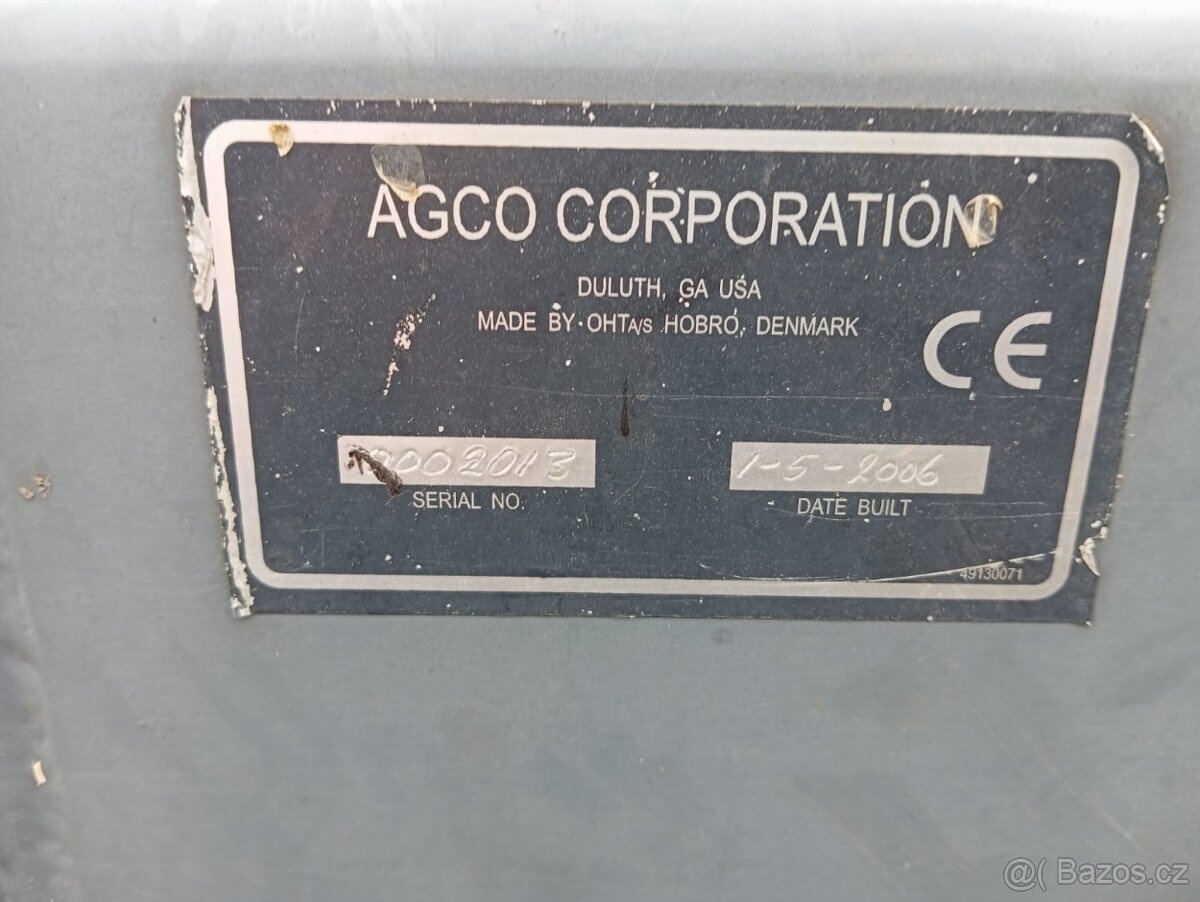 AGCO CORPORATION
DULUTH, GA USA
MADE BY OHT A/S HOBRO, DENMARK
CE
1-5-2006
SERIAL NO.
DATE BUILT
49130071
@( Bazos.cz